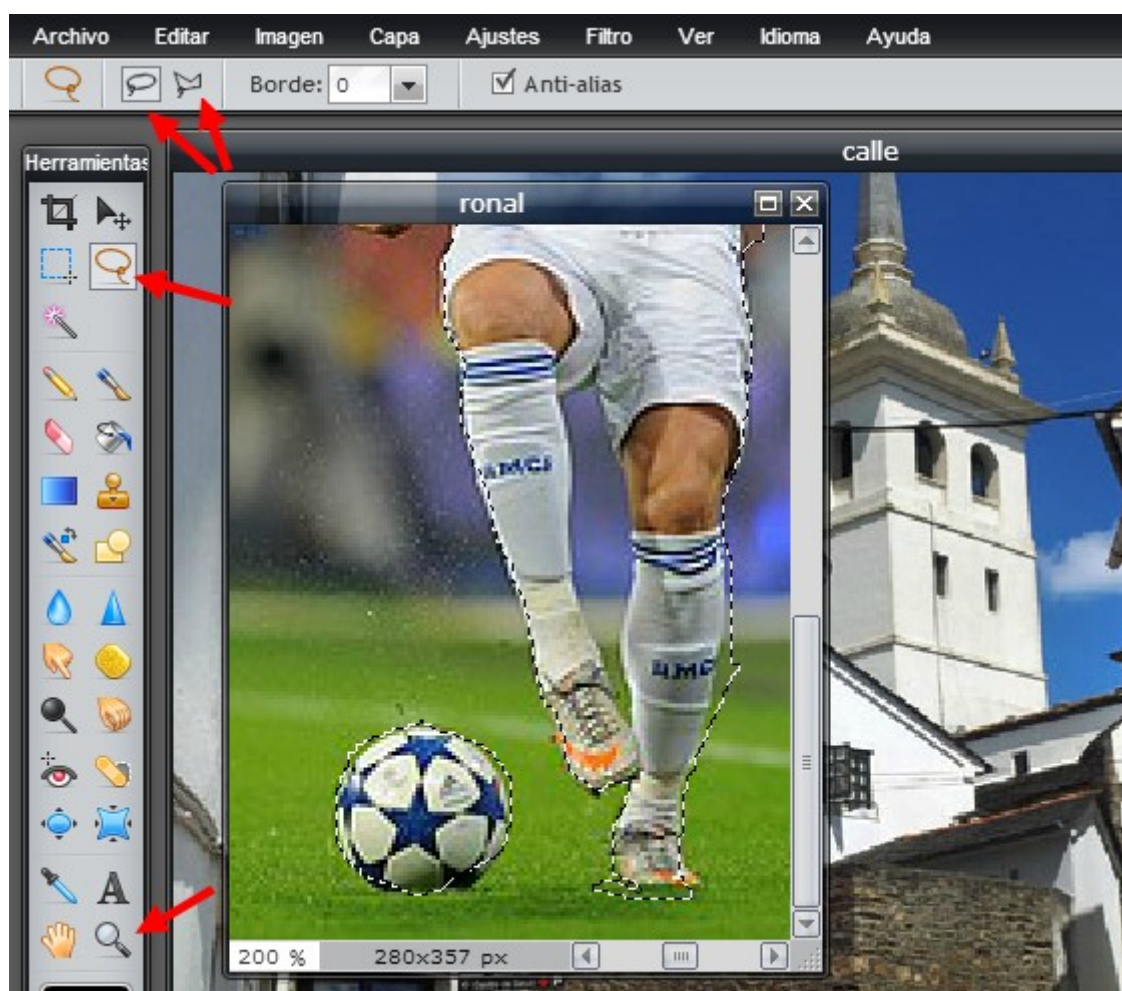 Archivo Editar Imagen Capa Ajustes Filtro Ver Idioma Ayuda
Borde: 0 Anti-alias
Herramientas
calle
ronal
A
200 % 280x357 px